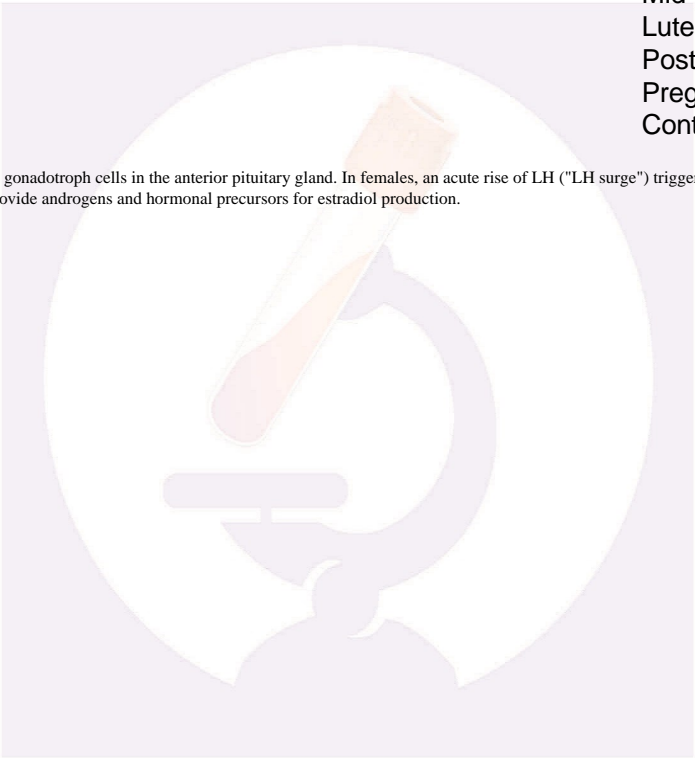 Lute
Post
Preg
Cont
gonadotroph cells in the anterior pituitary gland. In females, an acute rise of LH ("LH surge") trigger
ovide androgens and hormonal precursors for estradiol production.